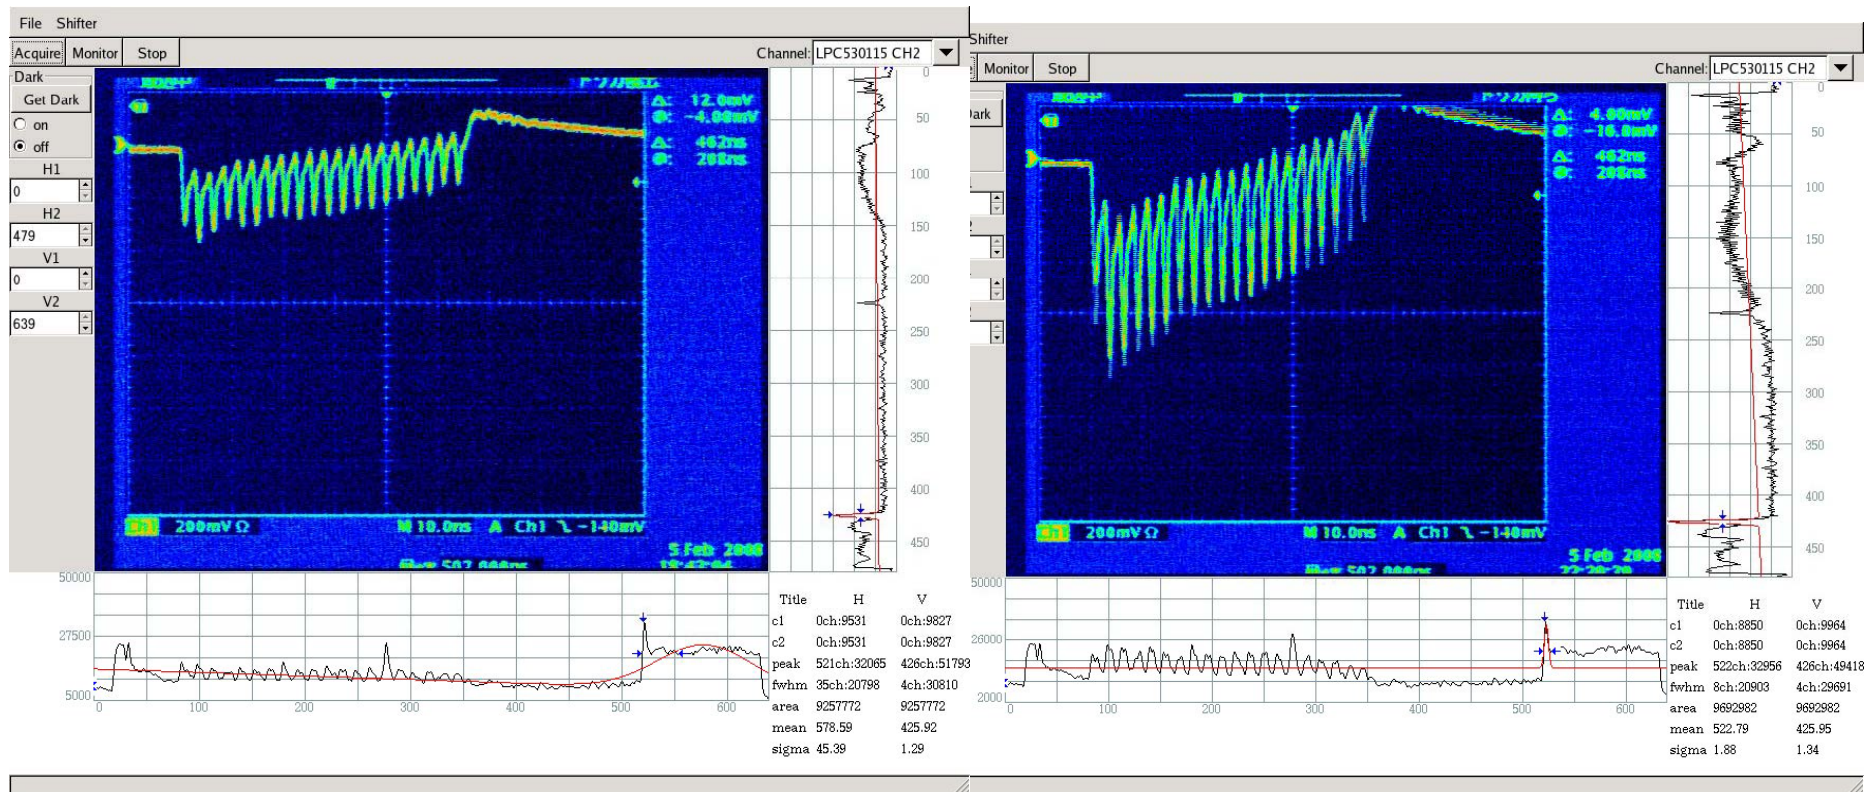 File Shifter
Acquire Monitor Stop
Channel: LPC530115 CH2
Dark
Get Dark
on
off
H1
0
H2
479
V1
0
V2
639
Δ: 12.0mV
@: -4.00mV
Δ: 462ns
@: 208ns
Ch1 200mV Ω M 10.0ns A Ch1 -140mV
5 Feb 2008
0
50
100
150
200
250
300
350
400
450
50000
27500
5000
0 100 200 300 400 500 600
Title H V
c1 0ch:9531 0ch:9827
c2 0ch:9531 0ch:9827
peak 521ch:32065 426ch:51793
fwhm 35ch:20798 4ch:30810
area 9257772 9257772
mean 578.59 425.92
sigma 45.39 1.29
Shifter
Monitor Stop
Channel: LPC530115 CH2
Dark
Δ: 4.00mV
@: -16.0mV
Δ: 462ns
@: 208ns
Ch1 200mV Ω M 10.0ns A Ch1 -140mV
5 Feb 2008
0
50
100
150
200
250
300
350
400
450
50000
26000
2000
0 100 200 300 400 500 600
Title H V
c1 0ch:8850 0ch:9964
c2 0ch:8850 0ch:9964
peak 522ch:32956 426ch:49418
fwhm 8ch:20903 4ch:29691
area 9692982 9692982
mean 522.79 425.95
sigma 1.88 1.34